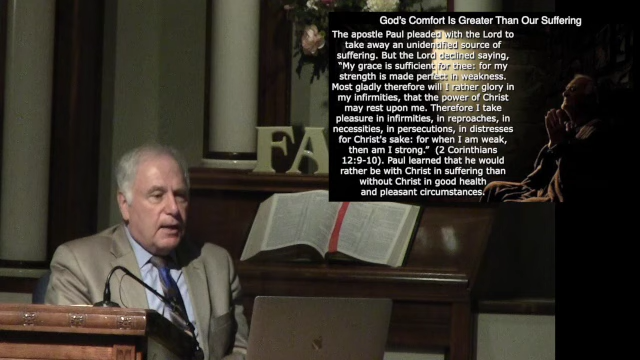 God's Comfort Is Greater Than Our Suffering
The apostle Paul pleaded with the Lord to
take away an unidentified source of
suffering. But the Lord declined saying,
"My grace is sufficient for thee: for my
strength is made perfect in weakness.
Most gladly therefore will I rather glory in
my infirmities, that the power of Christ
may rest upon me. Therefore I take
pleasure in infirmities, in reproaches, in
necessities, in persecutions, in distresses
for Christ's sake: for when I am weak,
then am I strong." (2 Corinthians
12:9-10). Paul learned that he would
rather be with Christ in suffering than
without Christ in good health
and pleasant circumstances.
FA